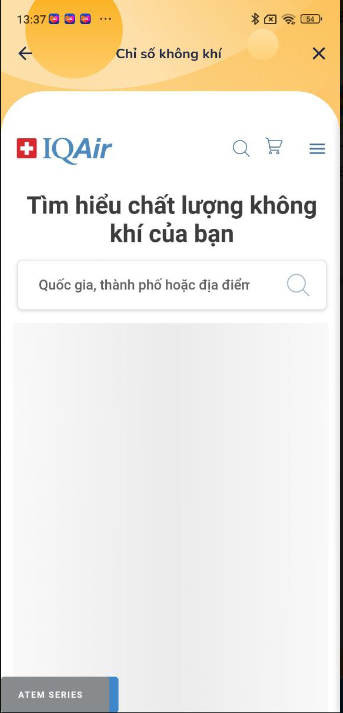 13:37
54
Chỉ số không khí
IQAir
Tìm hiểu chất lượng không
khí của bạn
Quốc gia, thành phố hoặc địa điểm
ATEM SERIES